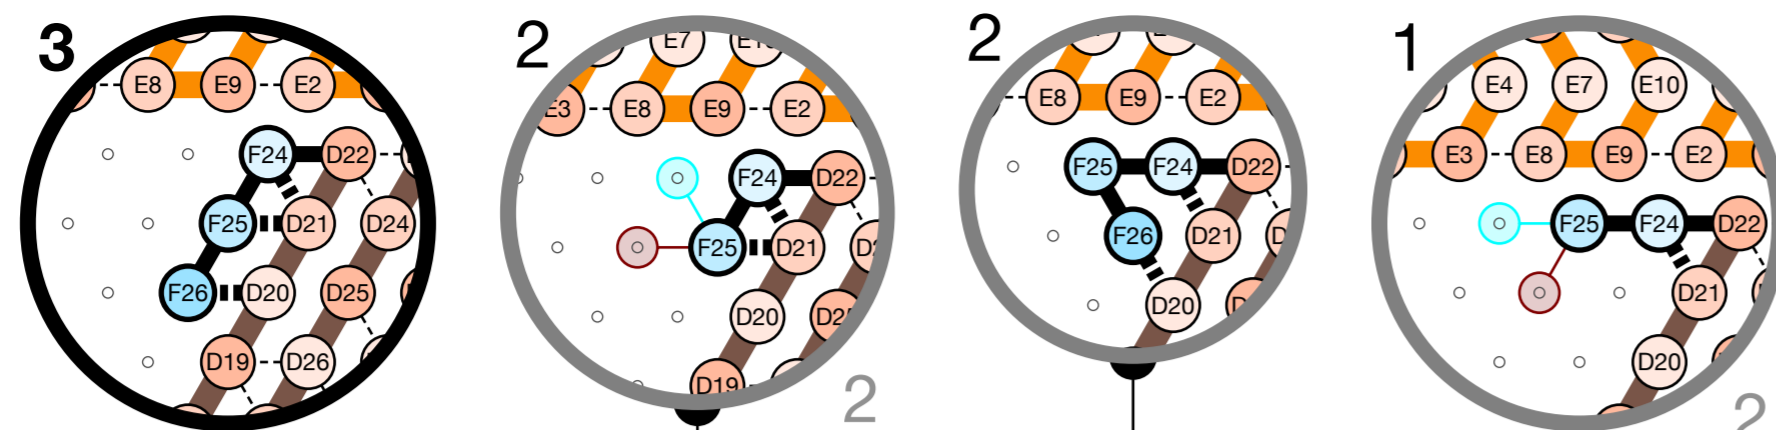 3
E8 E9 E2
F24 D22
F25 D21 D24
F26 D20 D25
D19 D26
2
E7
E3 E8 E9 E2
F24 D22
F25 D21
D20
D19
2
2
E8 E9 E2
F25 F24 D22
F26 D21
D20
1
E4 E7 E10
E3 E8 E9 E2
F25 F24 D22
D21
D20
2